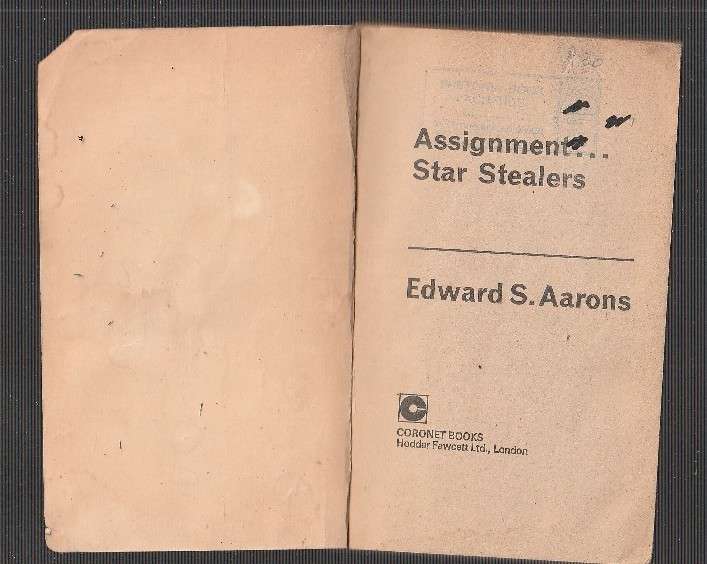 Assignment...
Star Stealers
Edward S. Aarons
CORONET BOOKS
Hodder Fawcett Ltd., London